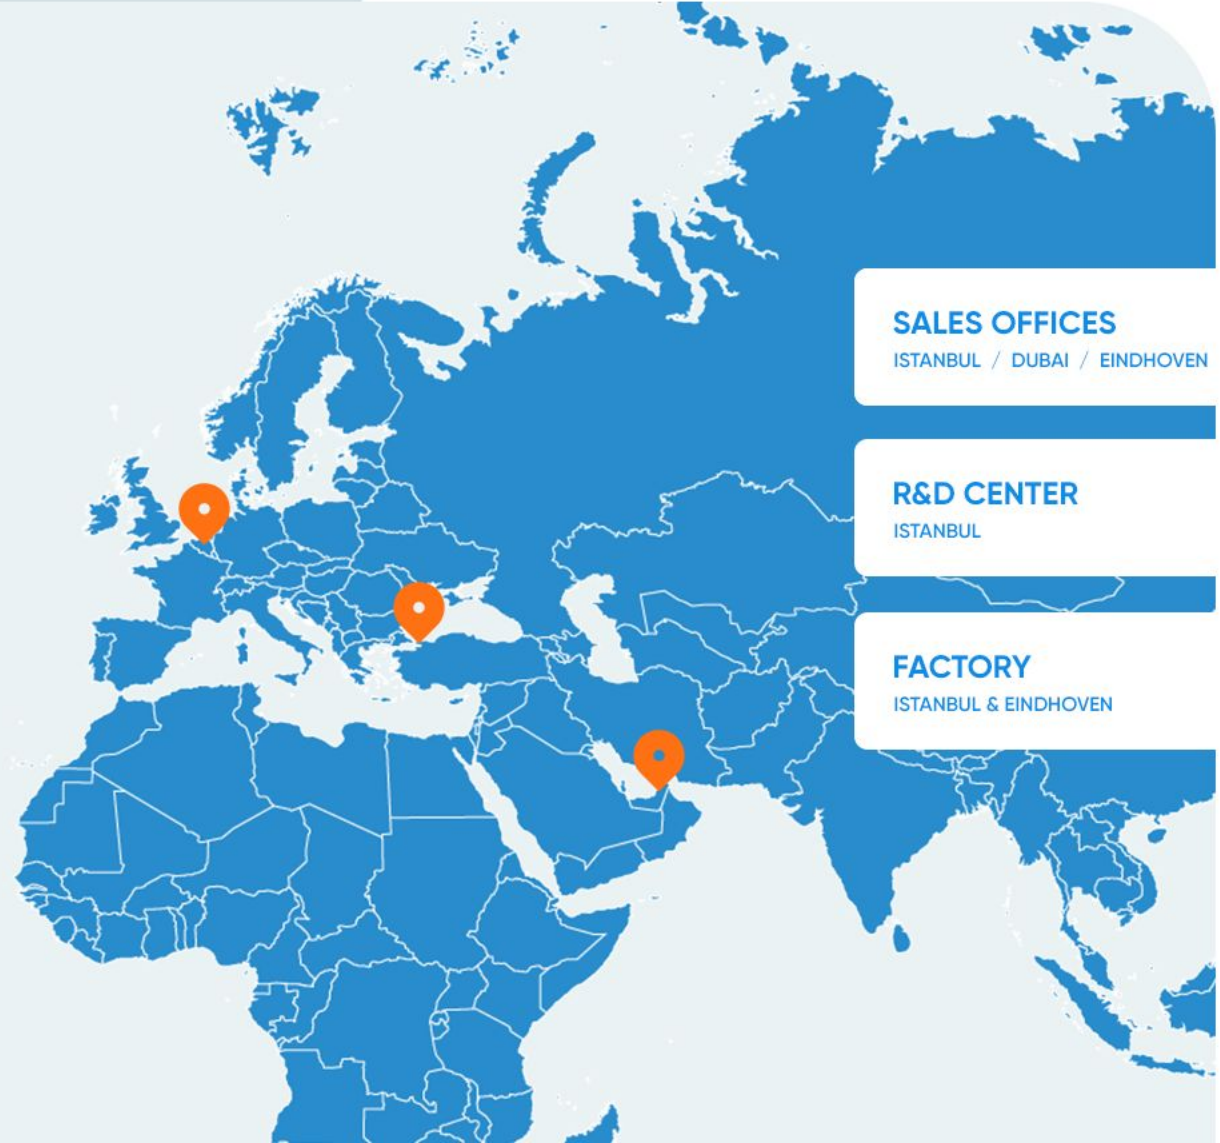 SALES OFFICES
ISTANBUL / DUBAI / EINDHOVEN
R&D CENTER
ISTANBUL
FACTORY
ISTANBUL & EINDHOVEN